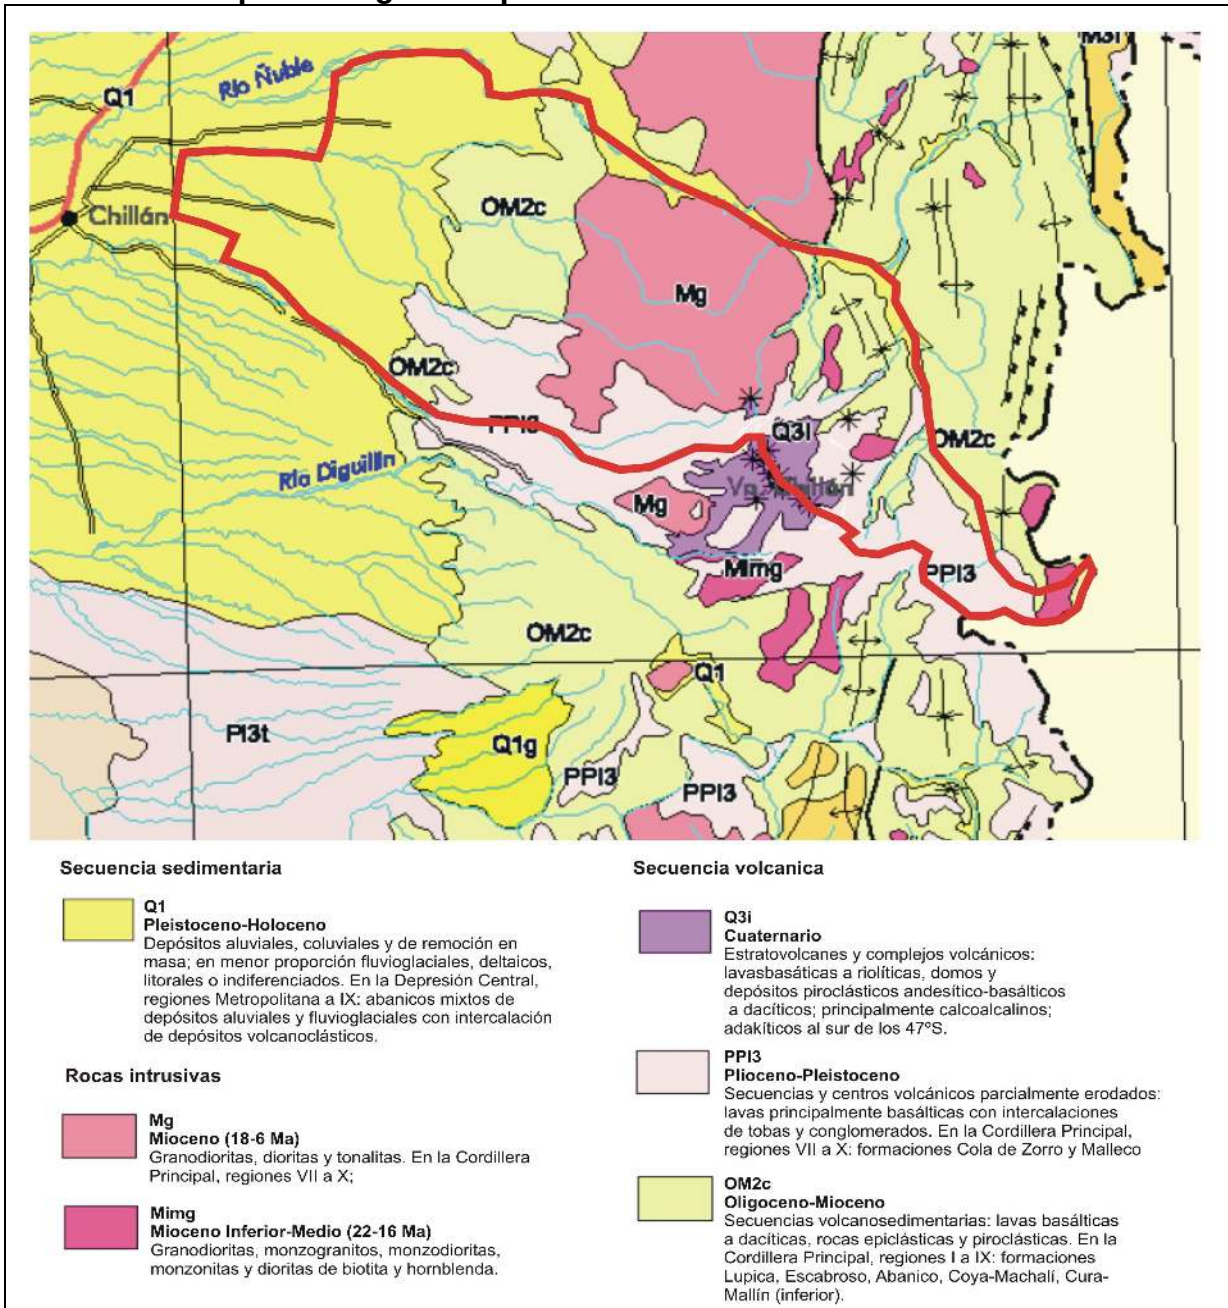 M3i
Río Ñuble
Q1
Chillán
OM2c
Mg
OM2c
PPI3
Q3i
OM2c
Río Diguillín
Mg
Mimg
PPI3
OM2c
Q1
PI3t
Q1g
PPI3
PPI3
Secuencia sedimentaria
Q1
Pleistoceno-Holoceno
Depósitos aluviales, coluviales y de remoción en
masa; en menor proporción fluvioglaciales, deltaicos,
litorales o indiferenciados. En la Depresión Central,
regiones Metropolitana a IX: abanicos mixtos de
depósitos aluviales y fluvioglaciales con intercalación
de depósitos volcanoclásticos.
Rocas intrusivas
Mg
Mioceno (18-6 Ma)
Granodioritas, dioritas y tonalitas. En la Cordillera
Principal, regiones VII a X;
Mimg
Mioceno Inferior-Medio (22-16 Ma)
Granodioritas, monzogranitos, monzodioritas,
monzonitas y dioritas de biotita y hornblenda.
Secuencia volcanica
Q3i
Cuaternario
Estratovolcanes y complejos volcánicos:
lavasbasáticas a riolíticas, domos y
depósitos piroclásticos andesítico-basálticos
a dacíticos; principalmente calcoalcalinos;
adakíticos al sur de los 47°S.
PPI3
Plioceno-Pleistoceno
Secuencias y centros volcánicos parcialmente erodados:
lavas principalmente basálticas con intercalaciones
de tobas y conglomerados. En la Cordillera Principal,
regiones VII a X: formaciones Cola de Zorro y Malleco
OM2c
Oligoceno-Mioceno
Secuencias volcanosedimentarias: lavas basálticas
a dacíticas, rocas epiclásticas y piroclásticas. En la
Cordillera Principal, regiones I a IX: formaciones
Lupica, Escabroso, Abanico, Coya-Machalí, Cura-
Mallín (inferior).